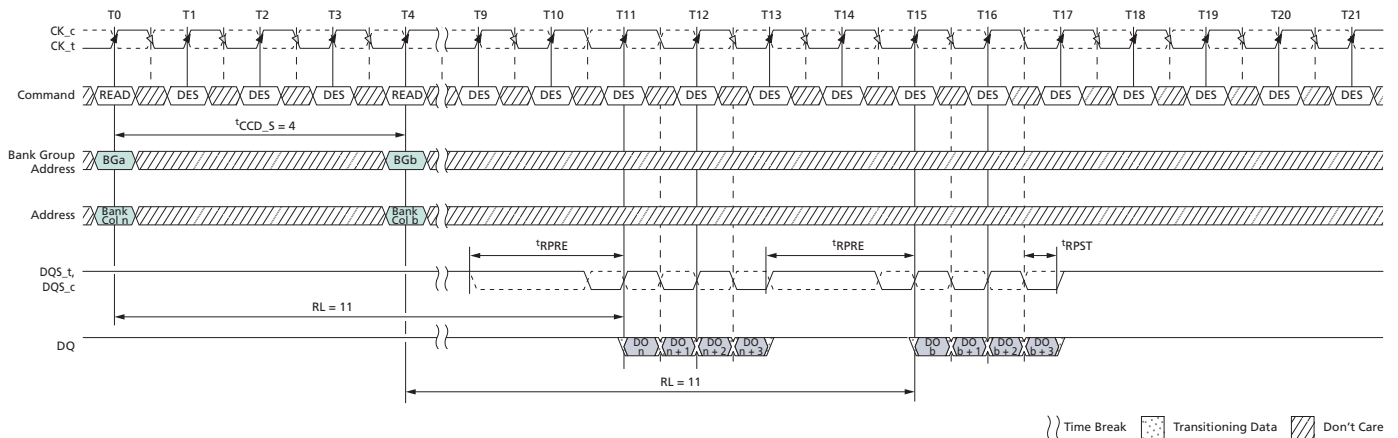 T0 T1 T2 T3 T4 T9 T10 T11 T12 T13 T14 T15 T16 T17 T18 T19 T20 T21
CK_c
CK_t
Command READ DES DES DES READ DES DES DES DES DES DES DES DES DES DES DES DES DES
tCCD_S = 4
Bank Group
Address
BGa BGb
Address
Bank
Col n
Bank
Col b
tRPRE tRPRE tRPST
DQS_t,
DQS_c
RL = 11
DQ
DO
n
DO
n + 1
DO
n + 2
DO
n + 3
DO
b
DO
b + 1
DO
b + 2
DO
b + 3
RL = 11
Time Break Transitioning Data Don't Care